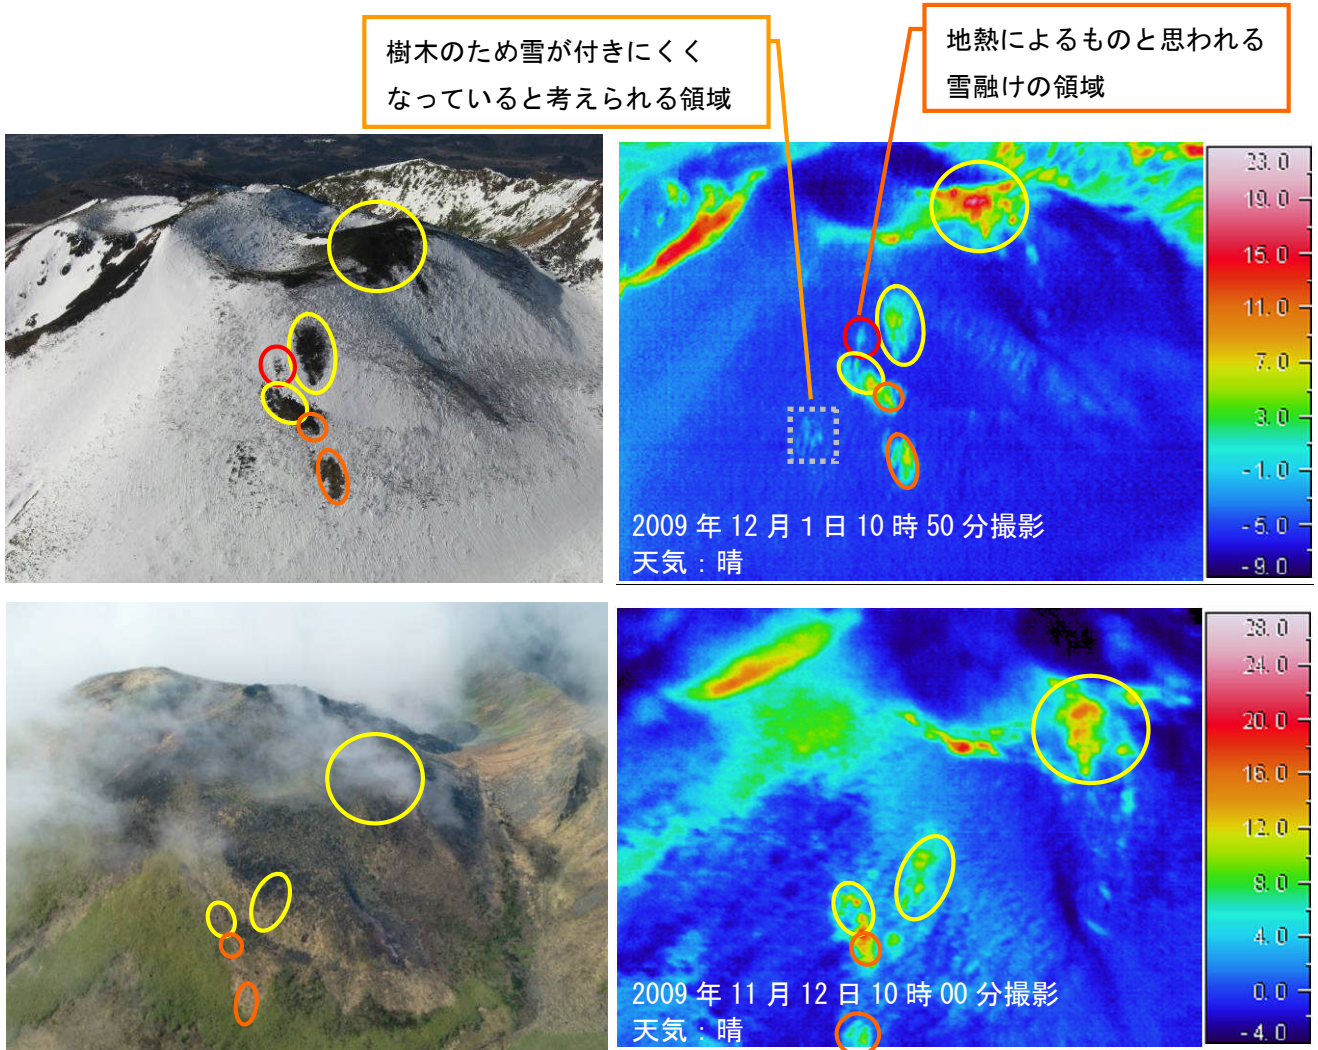 樹木のため雪が付きにくく
なっていると考えられる領域
地熱によるものと思われる
雪融けの領域
23.0
19.0
15.0
11.0
7.0
3.0
-1.0
-5.0
-9.0
2009 年 12 月 1 日 10 時 50 分撮影
天気：晴
28.0
24.0
20.0
16.0
12.0
8.0
4.0
0.0
-4.0
2009 年 11 月 12 日 10 時 00 分撮影
天気：晴